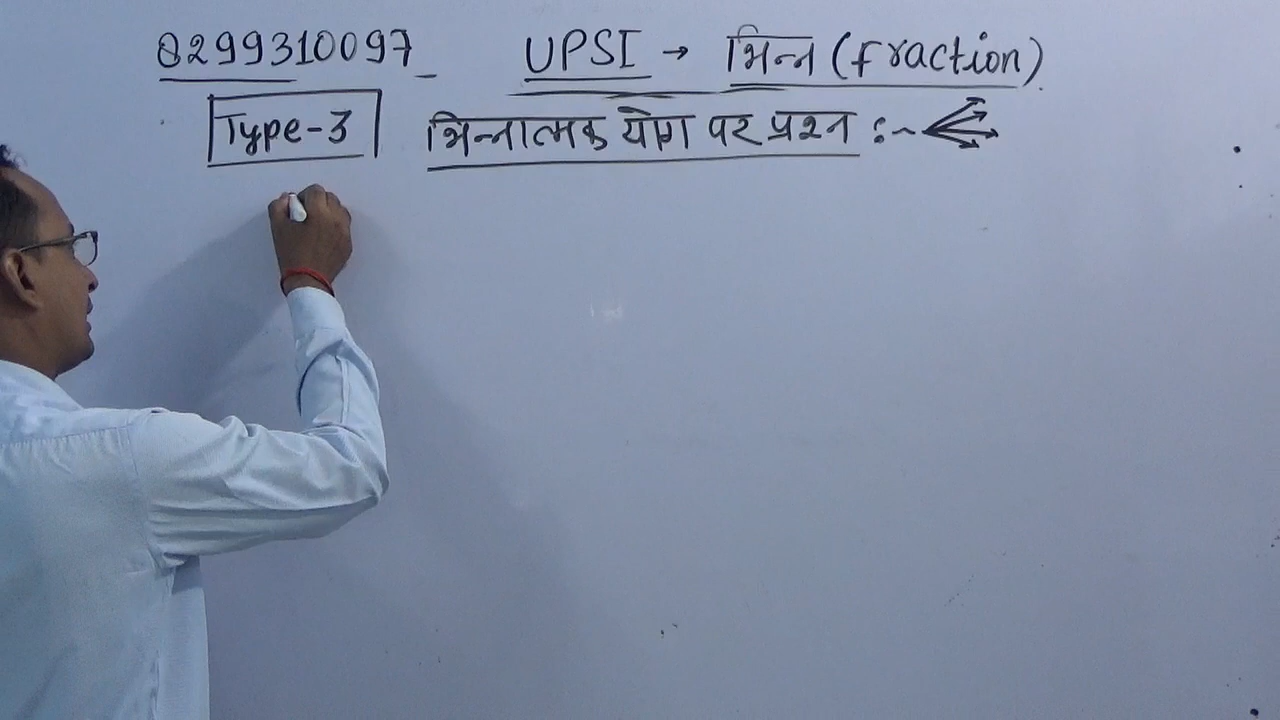 8299310097 UPSI → भिन्न (Fraction)
Type-3 भिन्नात्मक योग पर प्रश्न :-